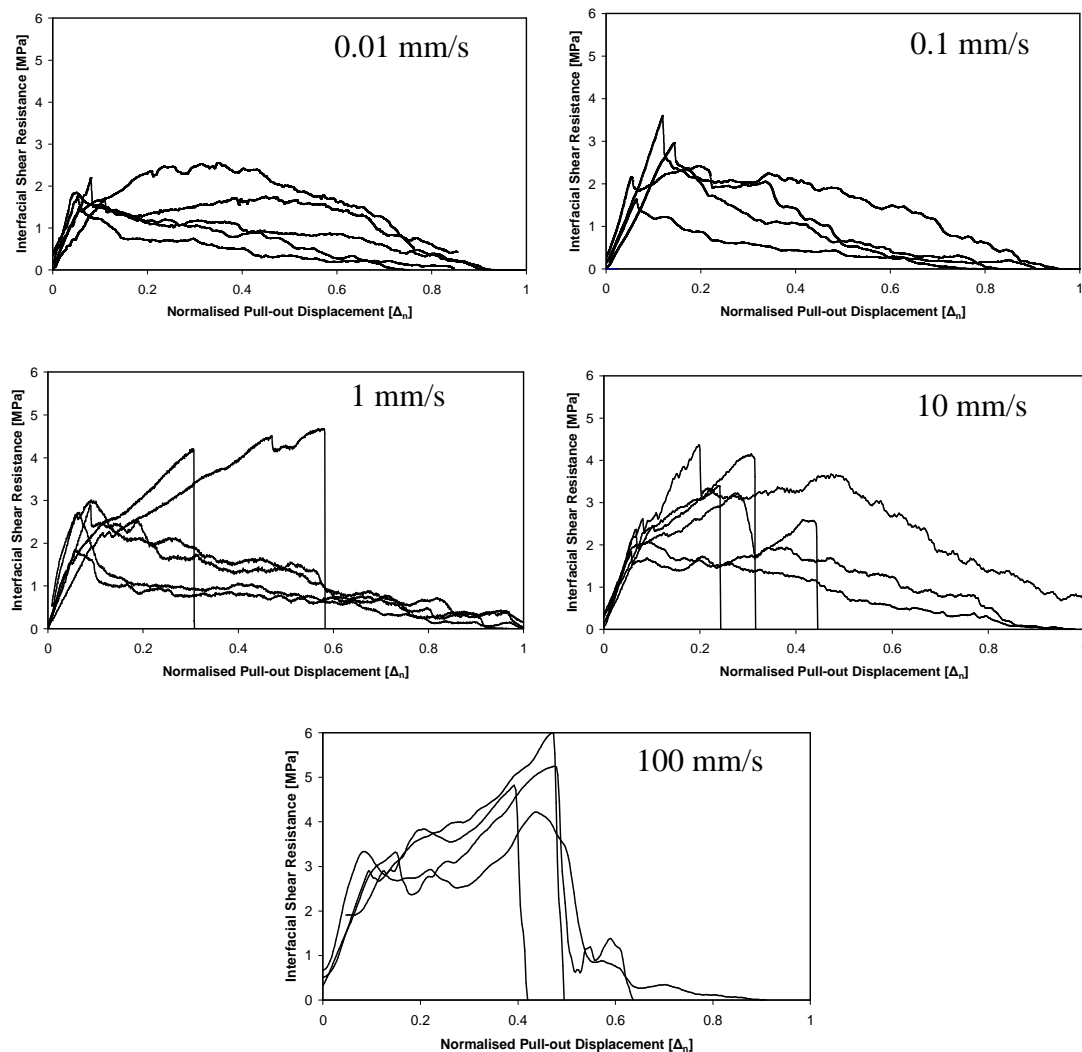 0.01 mm/s
Interfacial Shear Resistance [MPa]
6
5
4
3
2
1
0
0 0.2 0.4 0.6 0.8 1
Normalised Pull-out Displacement [Δn]
0.1 mm/s
Interfacial Shear Resistance [MPa]
6
5
4
3
2
1
0
0 0.2 0.4 0.6 0.8 1
Normalised Pull-out Displacement [Δn]
1 mm/s
Interfacial Shear Resistance [MPa]
6
5
4
3
2
1
0
0 0.2 0.4 0.6 0.8 1
Normalised Pull-out Displacement [Δn]
10 mm/s
Interfacial Shear Resistance [MPa]
6
5
4
3
2
1
0
0 0.2 0.4 0.6 0.8 1
Normalised Pull-out Displacement [Δn]
100 mm/s
Interfacial Shear Resistance [MPa]
6
5
4
3
2
1
0
0 0.2 0.4 0.6 0.8 1
Normalised Pull-out Displacement [Δn]